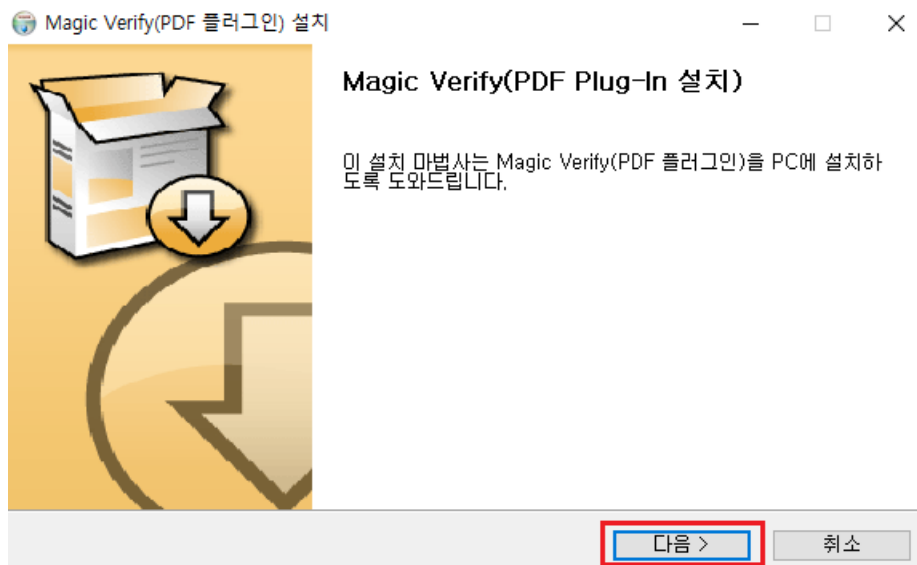 Magic Verify(PDF 플러그인) 설치
Magic Verify(PDF Plug-In 설치)
이 설치 마법사는 Magic Verify(PDF 플러그인)을 PC에 설치하
도록 도와드립니다.
다음 >
취소